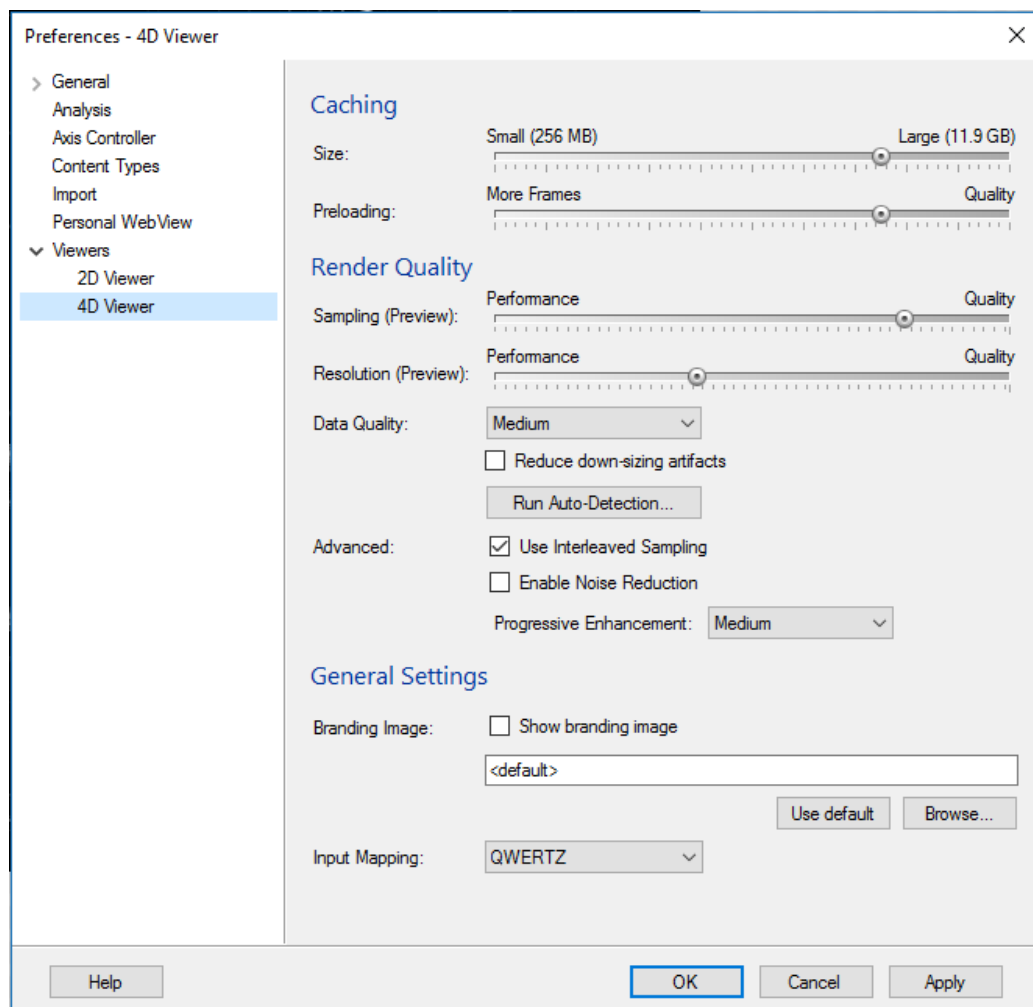 Preferences - 4D Viewer
General
Analysis
Axis Controller
Content Types
Import
Personal WebView
Viewers
2D Viewer
4D Viewer
Caching
Small (256 MB) Large (11.9 GB)
Size:
More Frames Quality
Preloading:
Render Quality
Performance Quality
Sampling (Preview):
Performance Quality
Resolution (Preview):
Data Quality: Medium
Reduce down-sizing artifacts
Run Auto-Detection...
Advanced: Use Interleaved Sampling
Enable Noise Reduction
Progressive Enhancement: Medium
General Settings
Branding Image: Show branding image
<default>
Use default Browse...
Input Mapping: QWERTZ
Help OK Cancel Apply